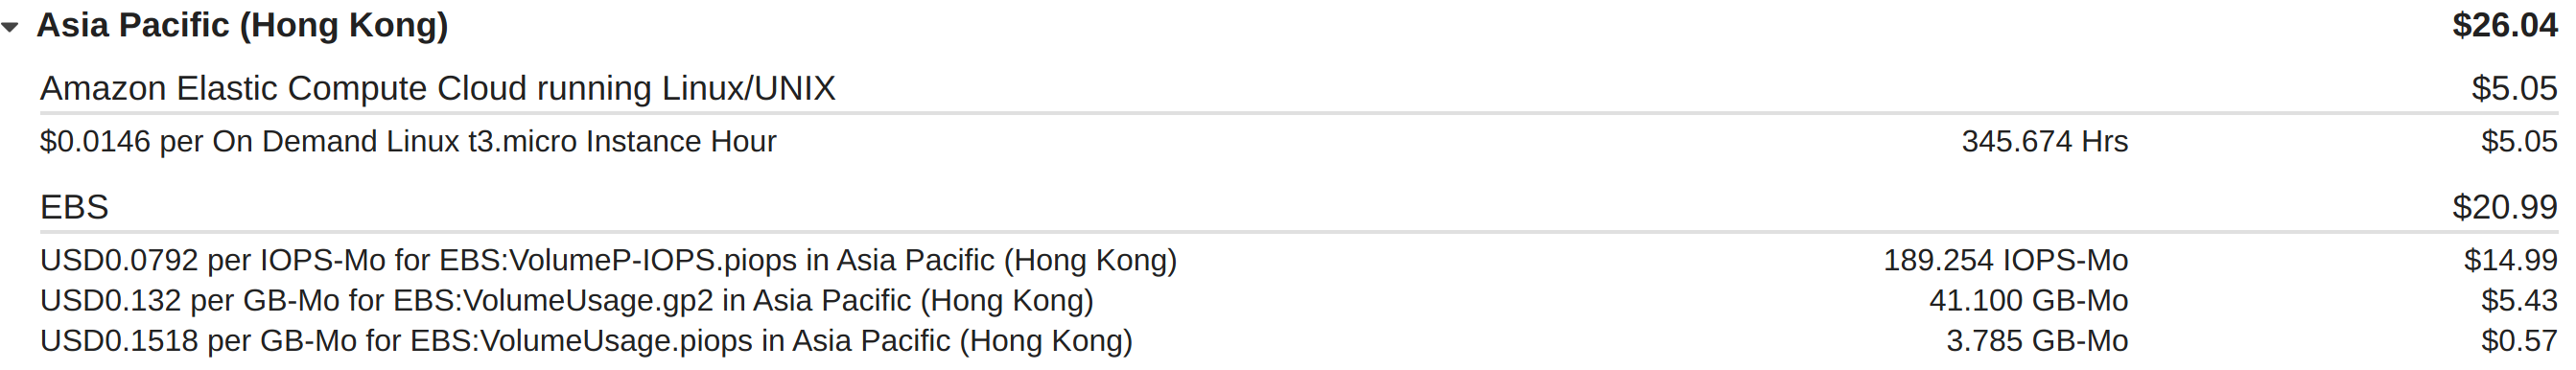 Asia Pacific (Hong Kong) $26.04
Amazon Elastic Compute Cloud running Linux/UNIX $5.05
$0.0146 per On Demand Linux t3.micro Instance Hour 345.674 Hrs $5.05
EBS $20.99
USD0.0792 per IOPS-Mo for EBS:VolumeP-IOPS.piops in Asia Pacific (Hong Kong) 189.254 IOPS-Mo $14.99
USD0.132 per GB-Mo for EBS:VolumeUsage.gp2 in Asia Pacific (Hong Kong) 41.100 GB-Mo $5.43
USD0.1518 per GB-Mo for EBS:VolumeUsage.piops in Asia Pacific (Hong Kong) 3.785 GB-Mo $0.57